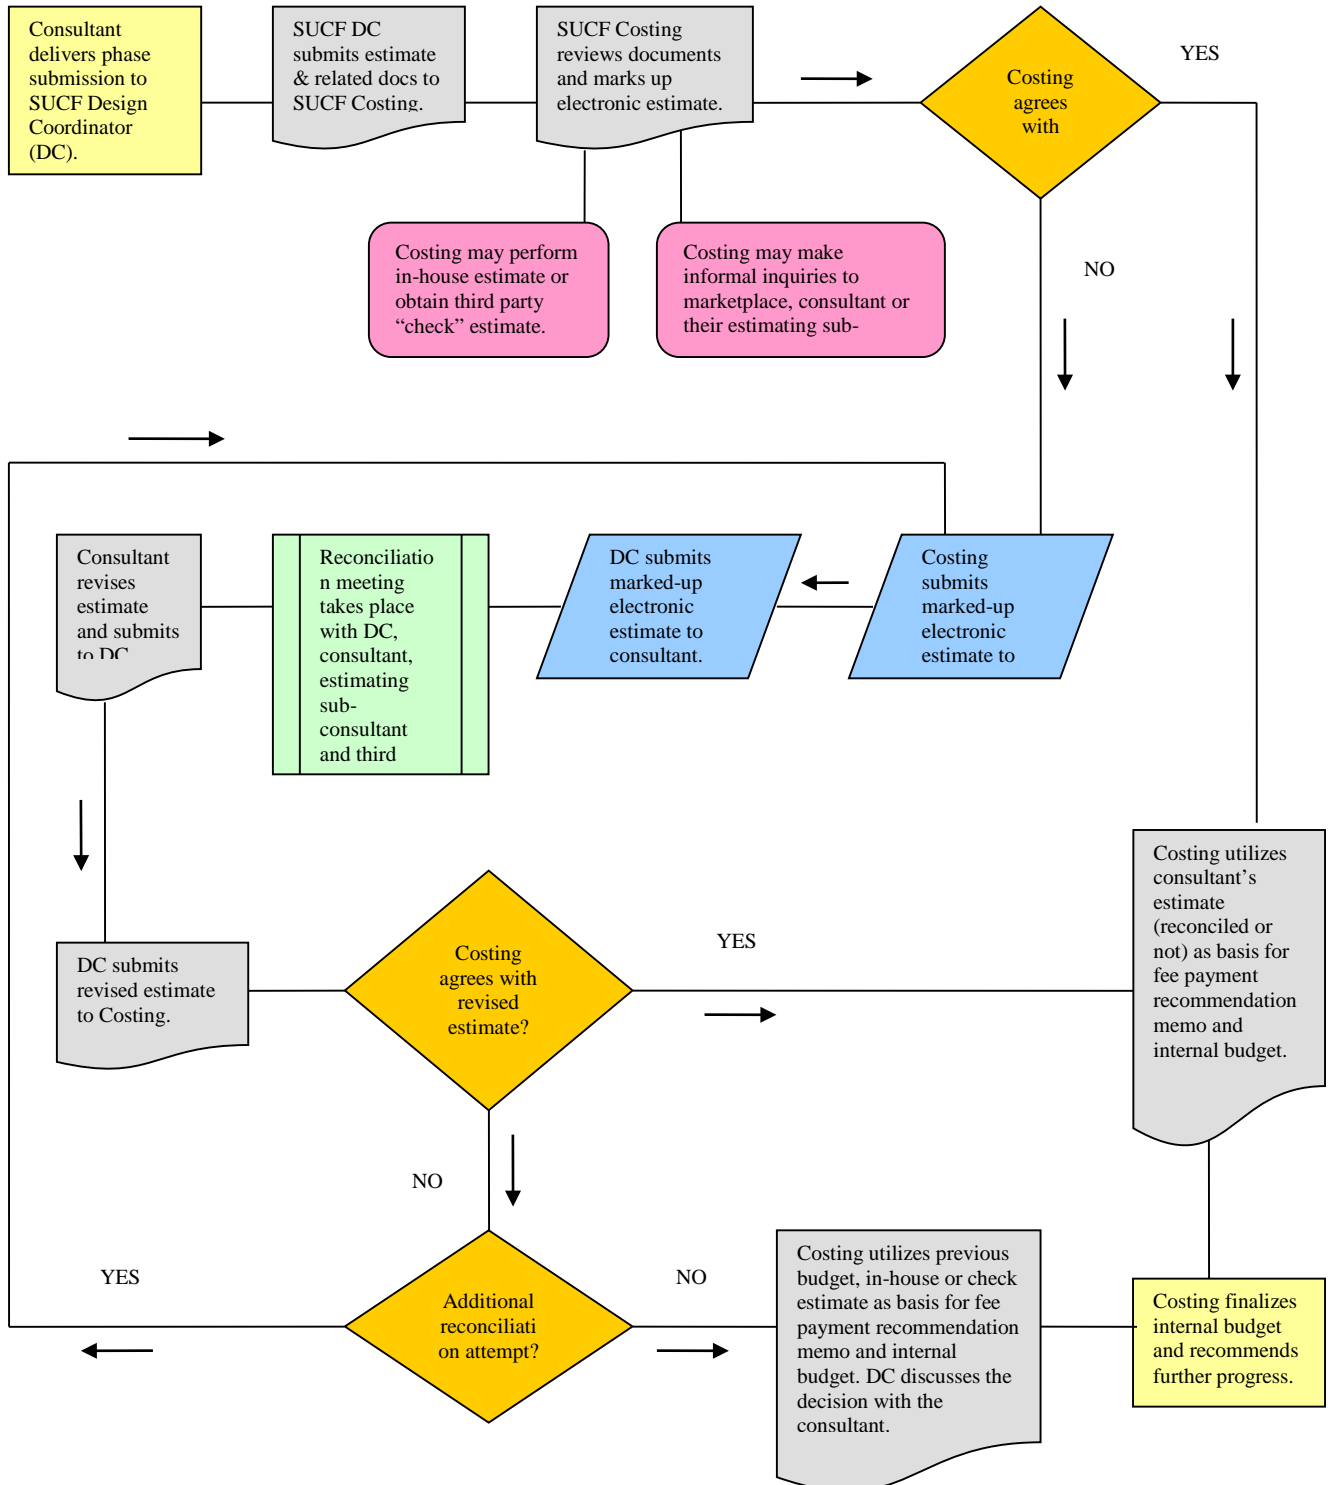 Consultant
delivers phase
submission to
SUCF Design
Coordinator
(DC).
SUCF DC
submits estimate
& related docs to
SUCF Costing.
SUCF Costing
reviews documents
and marks up
electronic estimate.
Costing
agrees
with
YES
Costing may perform
in-house estimate or
obtain third party
“check” estimate.
Costing may make
informal inquiries to
marketplace, consultant or
their estimating sub-
NO
Consultant
revises
estimate
and submits
to DC
Reconciliatio
n meeting
takes place
with DC,
consultant,
estimating
sub-
consultant
and third
DC submits
marked-up
electronic
estimate to
consultant.
Costing
submits
marked-up
electronic
estimate to
Costing utilizes
consultant’s
estimate
(reconciled or
not) as basis for
fee payment
recommendation
memo and
internal budget.
DC submits
revised estimate
to Costing.
Costing
agrees with
revised
estimate?
YES
NO
YES
Additional
reconciliati
on attempt?
NO
Costing utilizes previous
budget, in-house or check
estimate as basis for fee
payment recommendation
memo and internal
budget. DC discusses the
decision with the
consultant.
Costing finalizes
internal budget
and recommends
further progress.